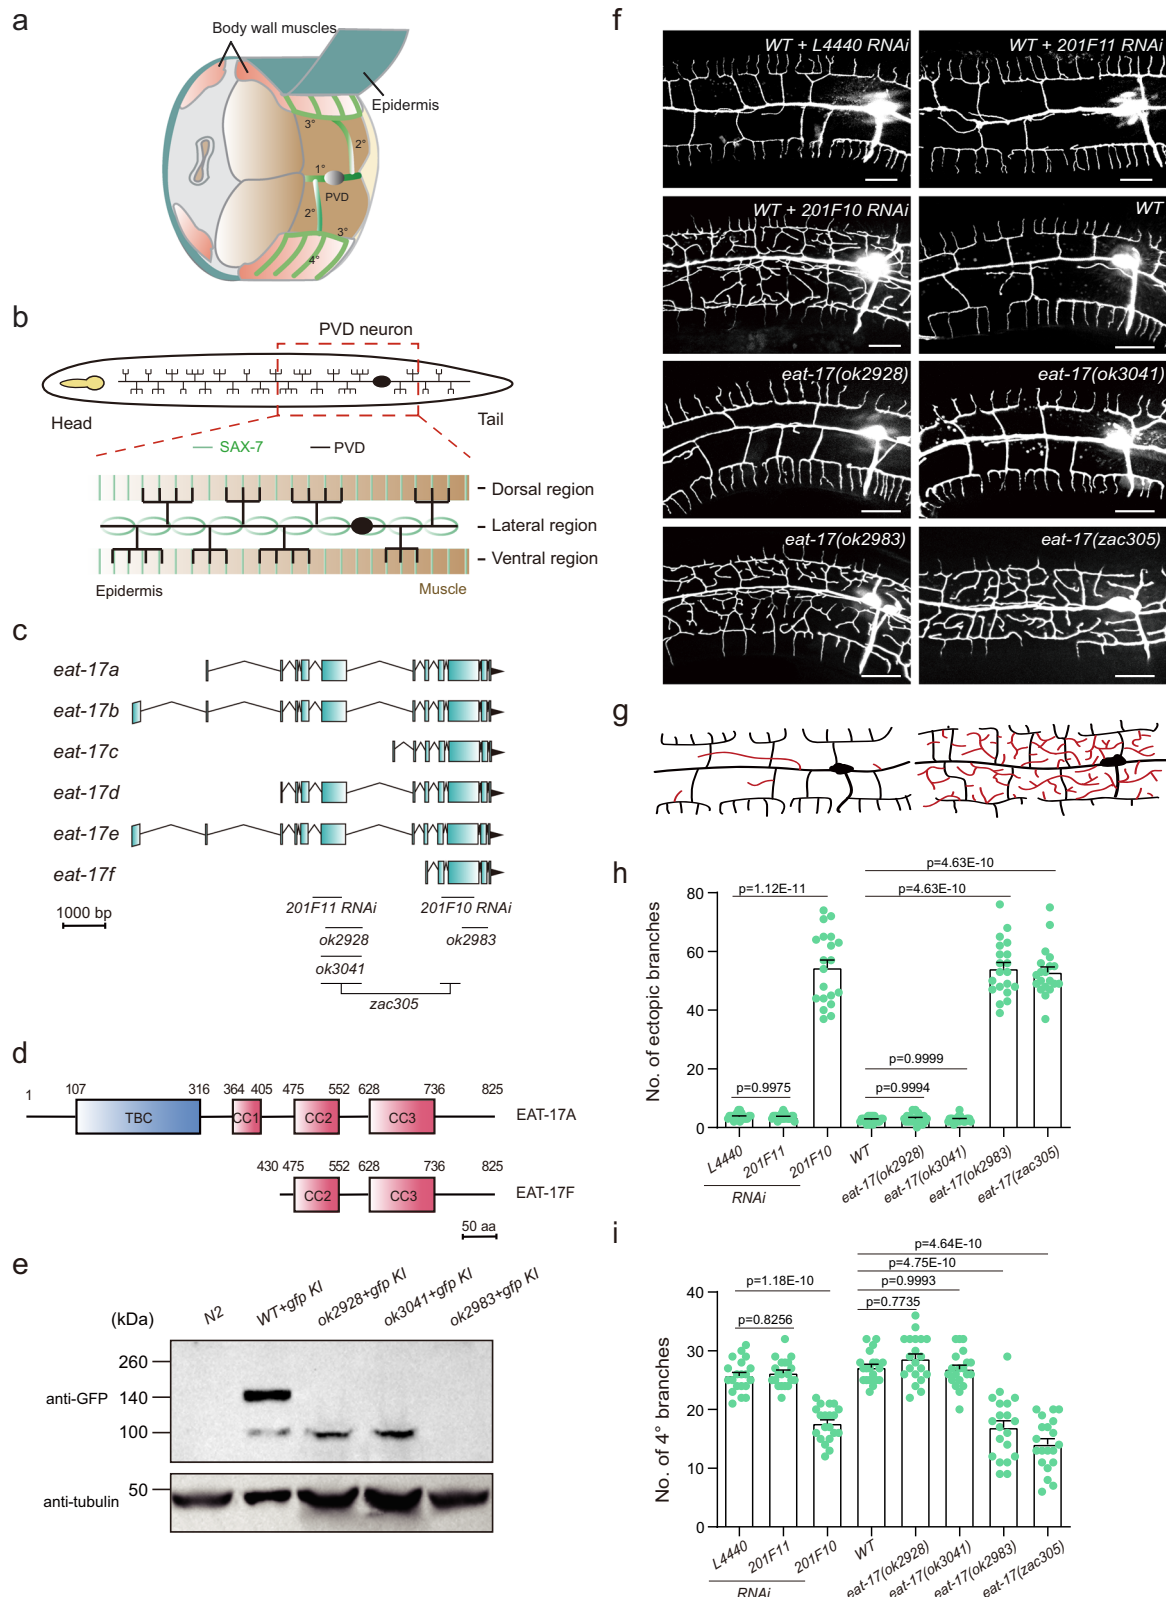 a
Body wall muscles
Epidermis
3°
2°
1°
PVD
2°
3°
4°
b
PVD neuron
Head
Tail
SAX-7
PVD
Dorsal region
Lateral region
Ventral region
Epidermis
Muscle
c
eat-17a
eat-17b
eat-17c
eat-17d
eat-17e
eat-17f
1000 bp
201F11 RNAi
201F10 RNAi
ok2928
ok2983
ok3041
zac305
d
1
107
316
364
405
475
552
628
736
825
TBC
CC1
CC2
CC3
EAT-17A
430
475
552
628
736
825
CC2
CC3
EAT-17F
50 aa
e
(kDa)
N2
WT+gfp KI
ok2928+gfp KI
ok3041+gfp KI
ok2983+gfp KI
260
anti-GFP
140
100
50
anti-tubulin
f
WT + L4440 RNAi
WT + 201F11 RNAi
WT + 201F10 RNAi
WT
eat-17(ok2928)
eat-17(ok3041)
eat-17(ok2983)
eat-17(zac305)
g
h
p=4.63E-10
p=1.12E-11
p=4.63E-10
p=0.9999
p=0.9975
p=0.9994
No. of ectopic branches
80
60
40
20
0
L4440
201F11
201F10
WT
eat-17(ok2928)
eat-17(ok3041)
eat-17(ok2983)
eat-17(zac305)
RNAi
i
p=4.64E-10
p=4.75E-10
p=1.18E-10
p=0.9993
p=0.8256
p=0.7735
No. of 4° branches
40
30
20
10
0
L4440
201F11
201F10
WT
eat-17(ok2928)
eat-17(ok3041)
eat-17(ok2983)
eat-17(zac305)
RNAi